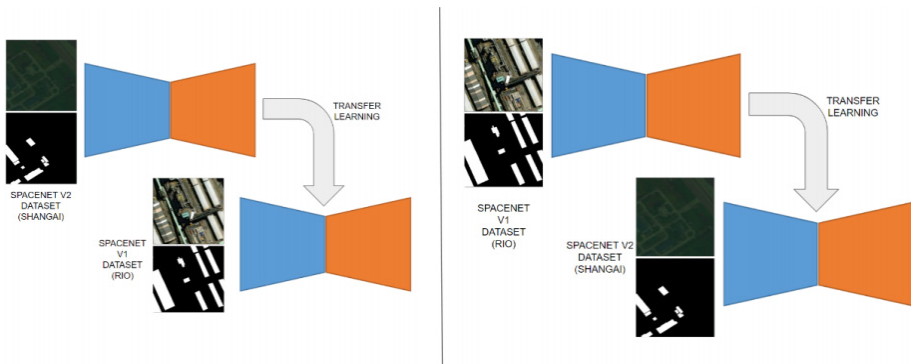 TRANSFER
LEARNING
SPACENET V2
DATASET
(SHANGAI)
SPACENET
V1
DATASET
(RIO)
TRANSFER
LEARNING
SPACENET
V1
DATASET
(RIO)
SPACENET V2
DATASET
(SHANGAI)